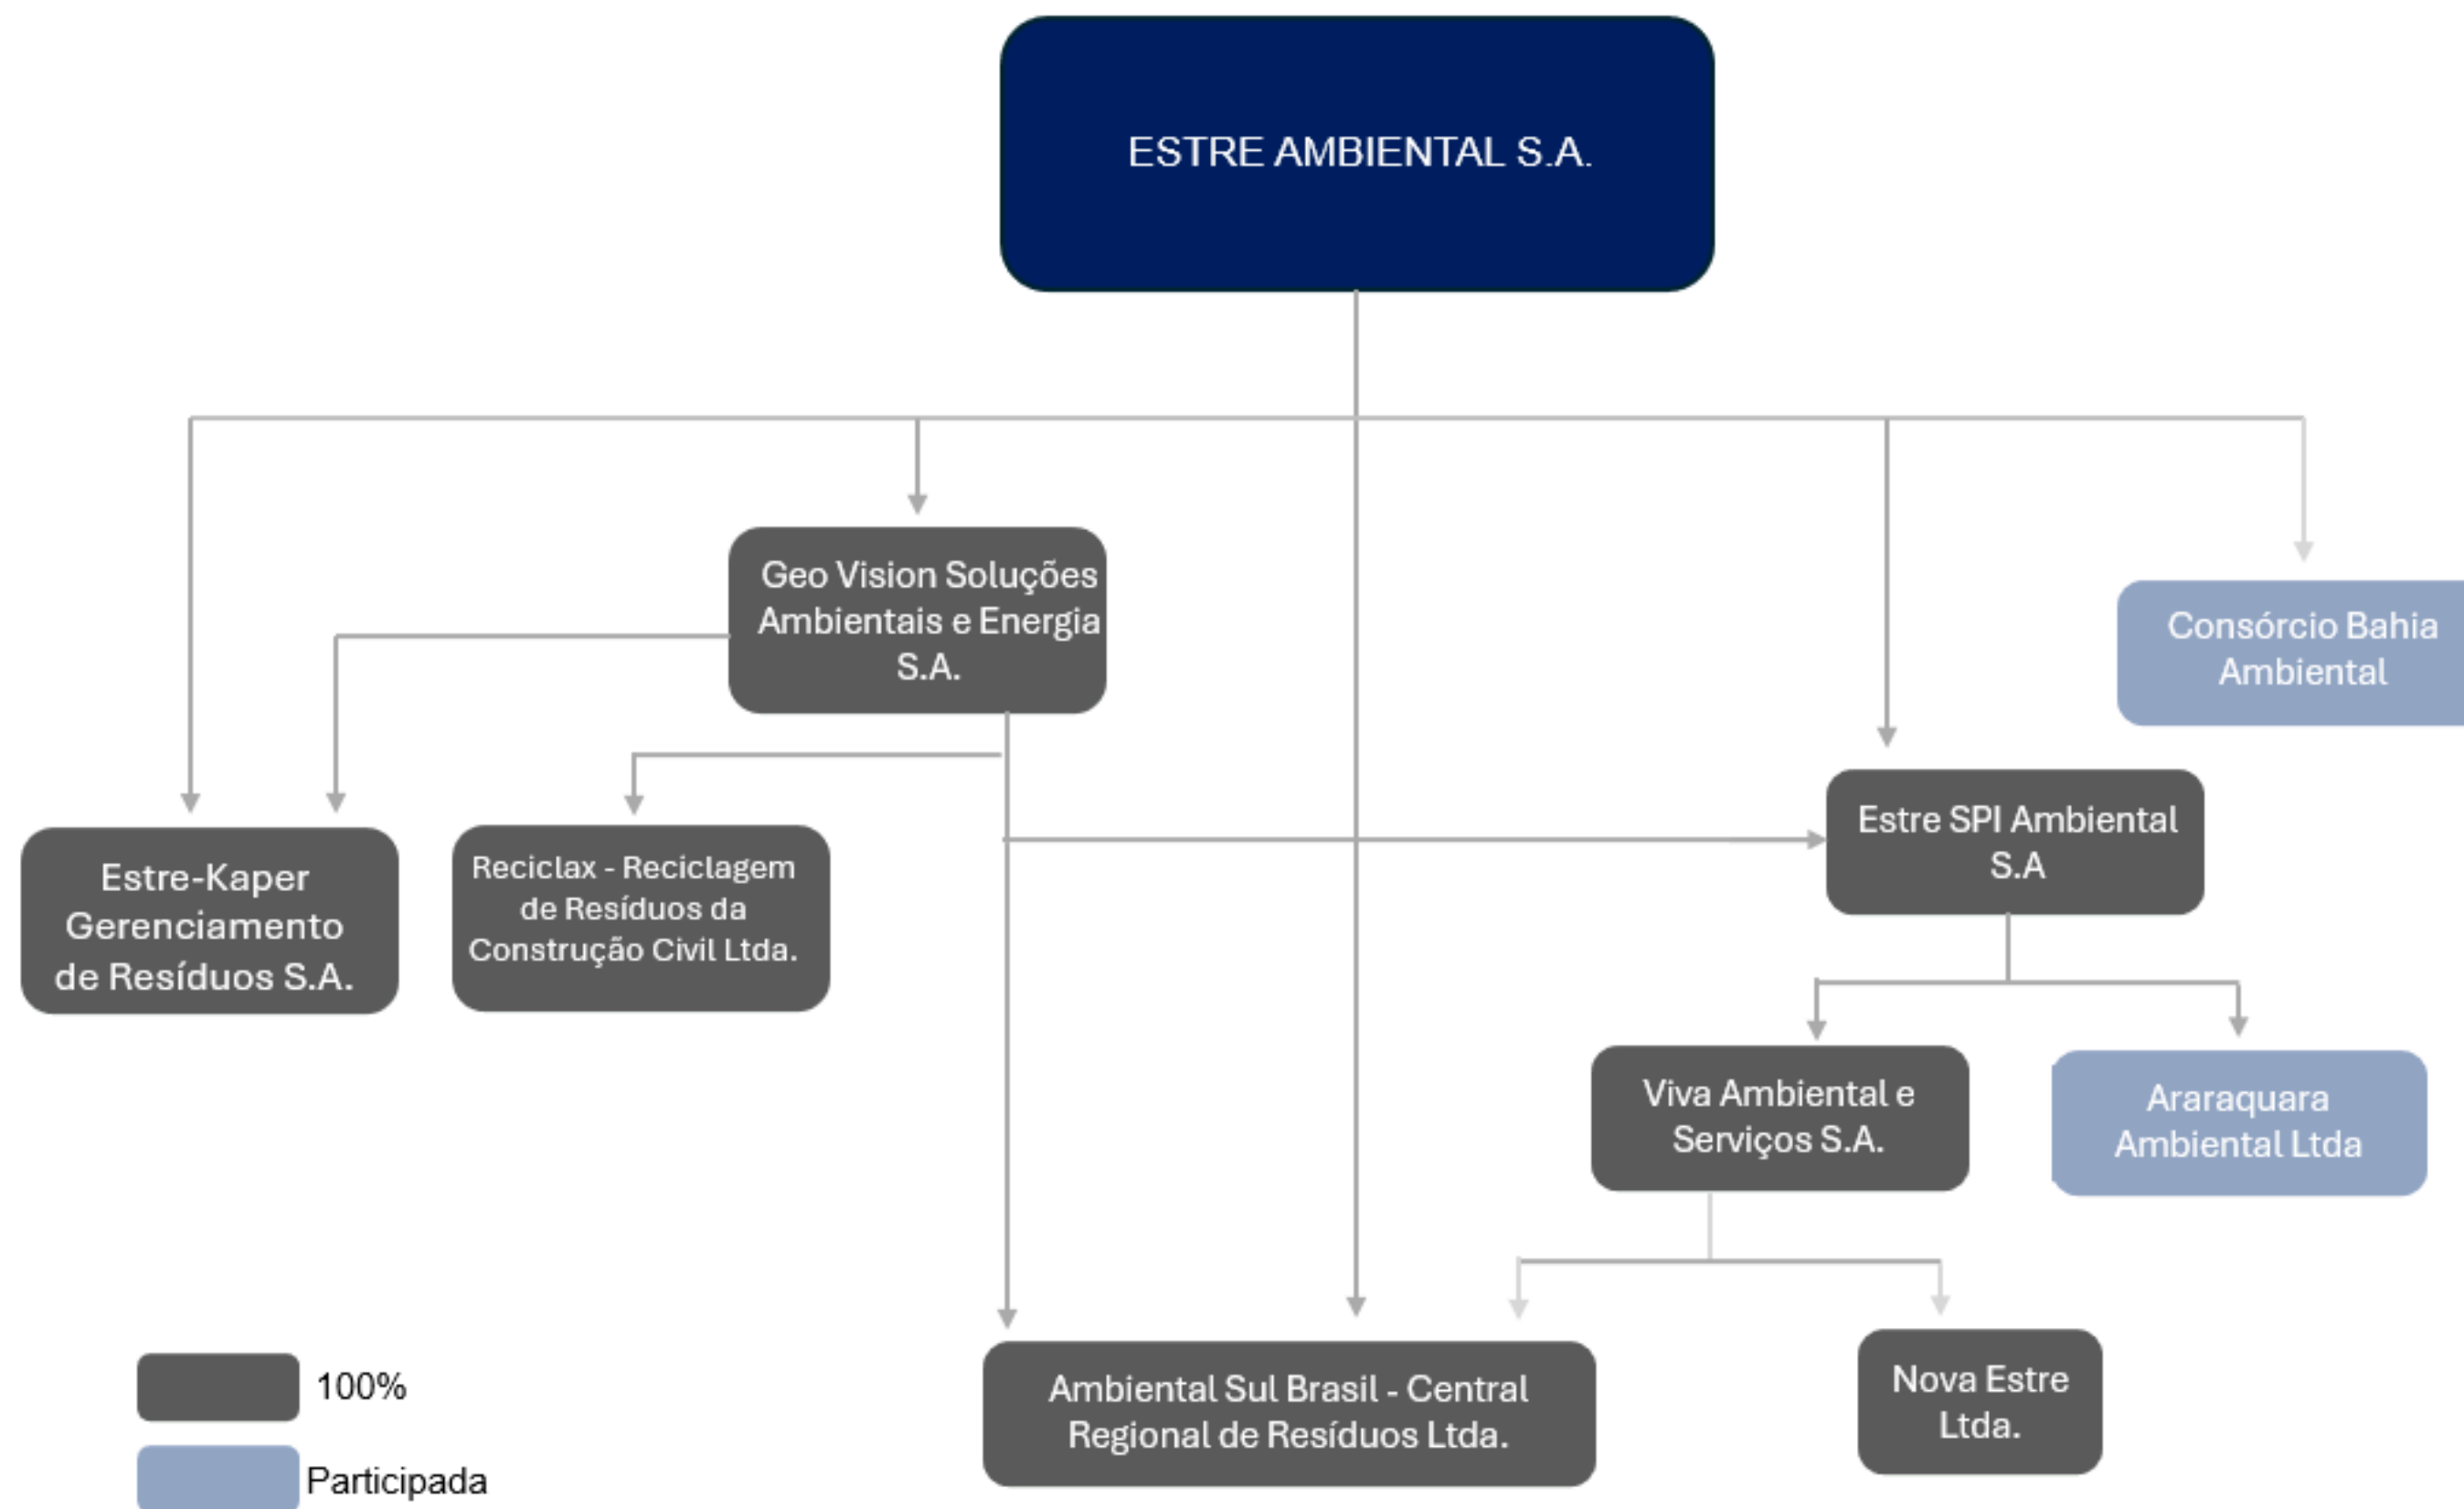 ESTRE AMBIENTAL S.A.
Geo Vision Soluções
Ambientais e Energia
S.A.
Consórcio Bahia
Ambiental
Estre SPI Ambiental
S.A
Estre-Kaper
Gerenciamento
de Resíduos S.A.
Reciclax - Reciclagem
de Resíduos da
Construção Civil Ltda.
Viva Ambiental e
Serviços S.A.
Araraquara
Ambiental Ltda
Ambiental Sul Brasil - Central
Regional de Resíduos Ltda.
Nova Estre
Ltda.
100%
Participada